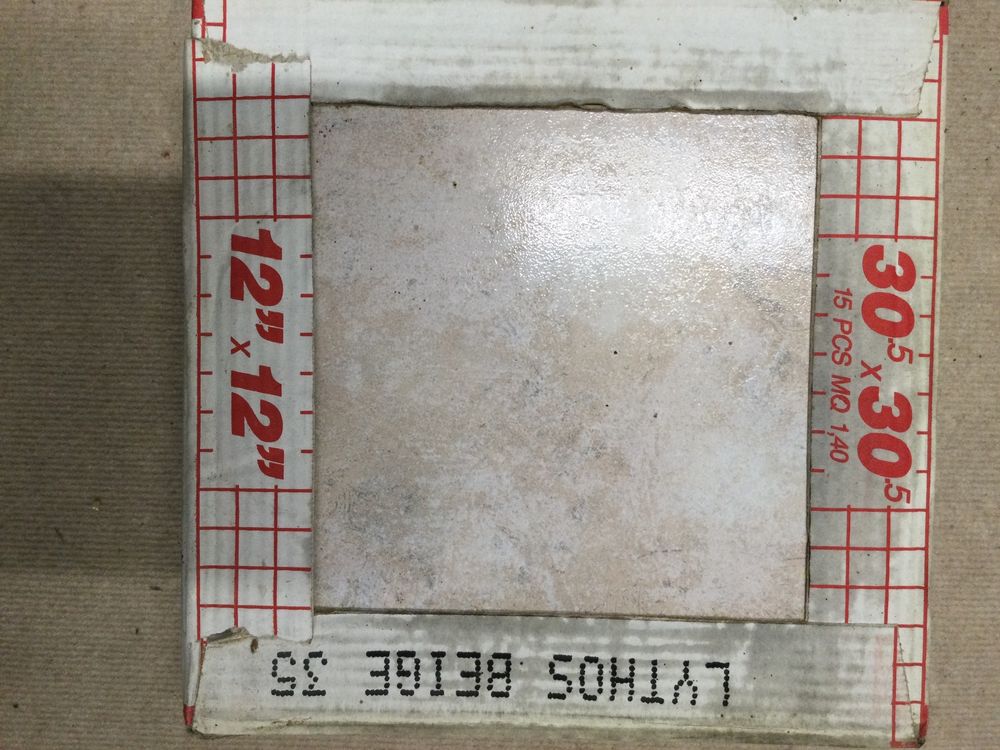 12” x 12”
30.5 x 30.5
15 PCS MQ 1,40
LYTHOS BEIGE 35